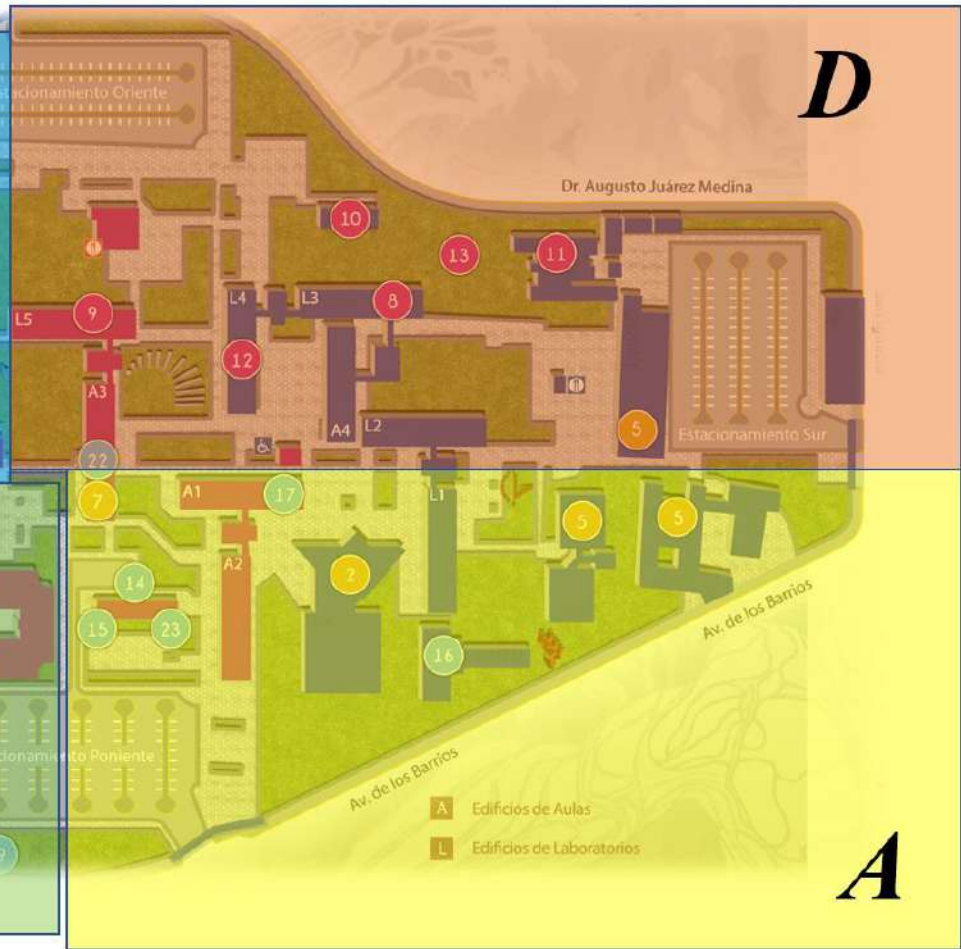 D
stacionamiento Oriente
Dr. Augusto Juárez Medina
10
13
11
L4
L3
8
L5
9
12
A3
A4
L2
5
Estacionamiento Sur
22
A1
17
L1
7
5
5
A2
2
14
15
23
16
Av. de los Barrios
cionamiento Poniente
Av. de los Barrios
A Edificios de Aulas
L Edificios de Laboratorios
A